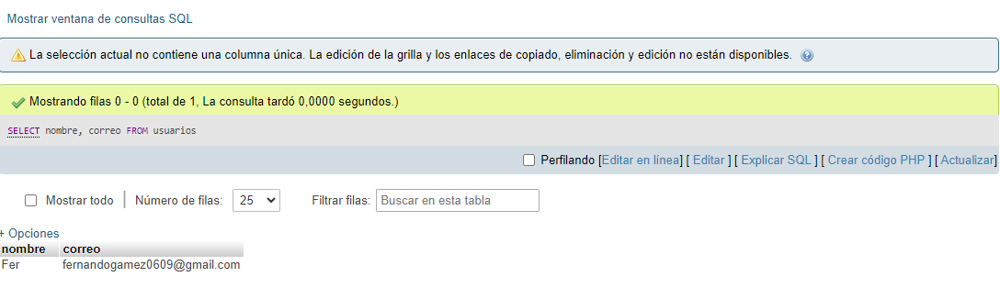 Mostrar ventana de consultas SQL
La selección actual no contiene una columna única. La edición de la grilla y los enlaces de copiado, eliminación y edición no están disponibles.
Mostrando filas 0 - 0 (total de 1, La consulta tardó 0,0000 segundos.)
SELECT nombre, correo FROM usuarios
Perfilando [Editar en línea] [ Editar ] [ Explicar SQL ] [ Crear código PHP ] [ Actualizar]
Mostrar todo | Número de filas: 25 Filtrar filas: Buscar en esta tabla
+ Opciones
nombre correo
Fer fernandogamez0609@gmail.com